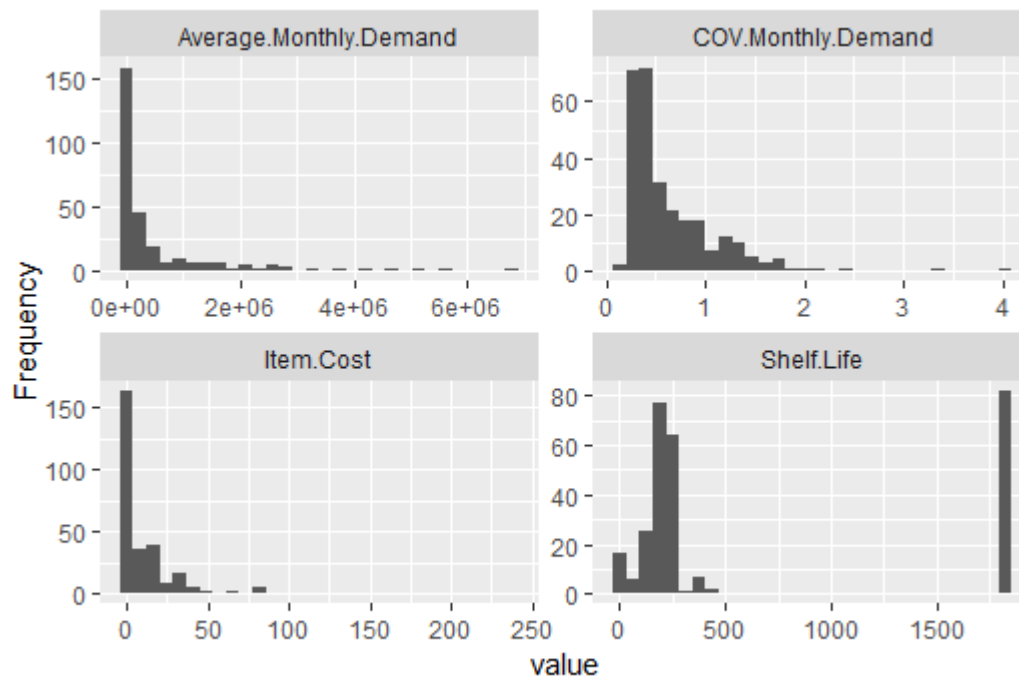 Average.Monthly.Demand
COV.Monthly.Demand
150
100
50
0
0e+00 2e+06 4e+06 6e+06
60
40
20
0
0 1 2 3 4
Frequency
Item.Cost
Shelf.Life
150
100
50
0
0 50 100 150 200 250
80
60
40
20
0
0 500 1000 1500
value